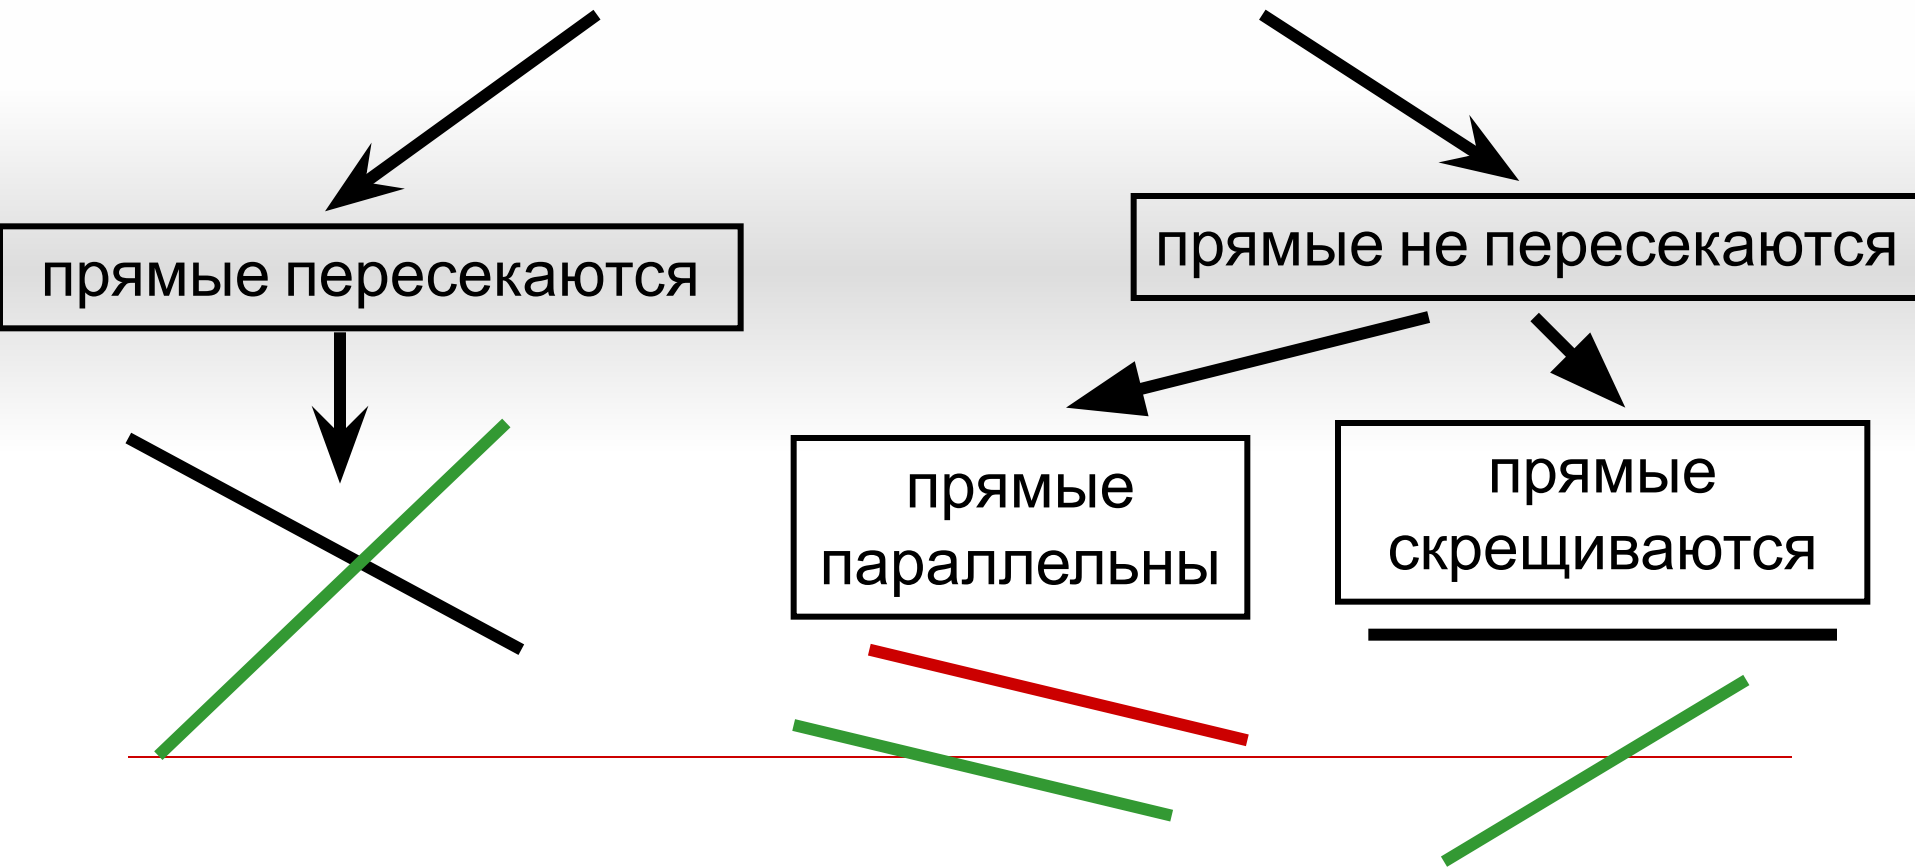 прямые пересекаются
прямые не пересекаются
прямые
параллельны
прямые
скрещиваются